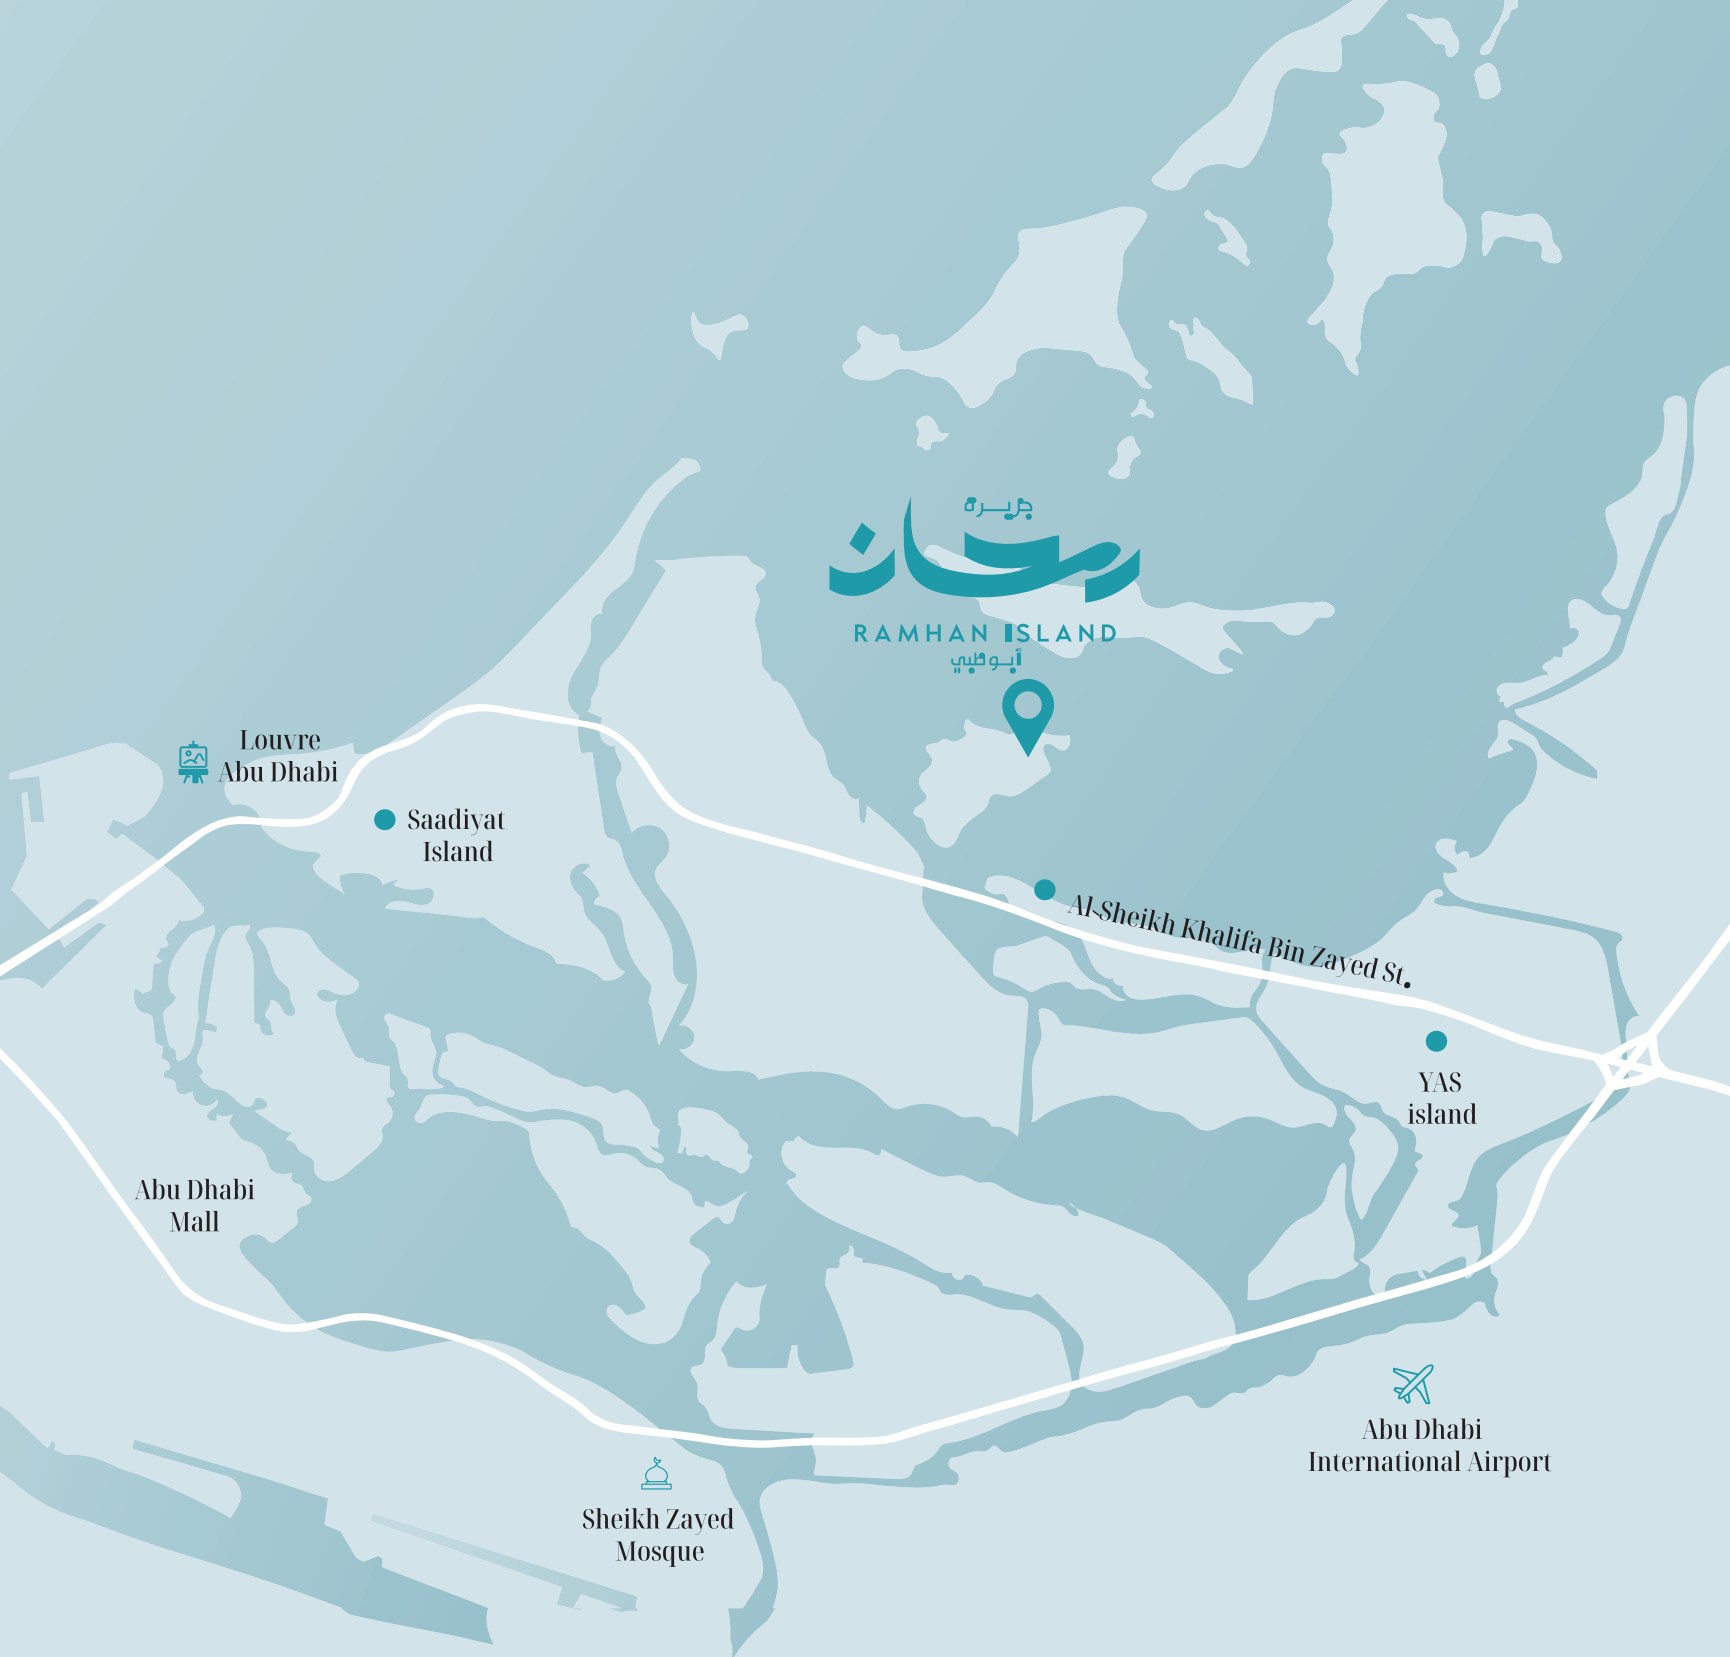 جزيرة
رمحان
RAMHAN ISLAND
أبوظبي
Louvre
Abu Dhabi
Saadiyat
Island
Al-Sheikh Khalifa Bin Zayed St.
YAS
island
Abu Dhabi
Mall
Abu Dhabi
International Airport
Sheikh Zayed
Mosque